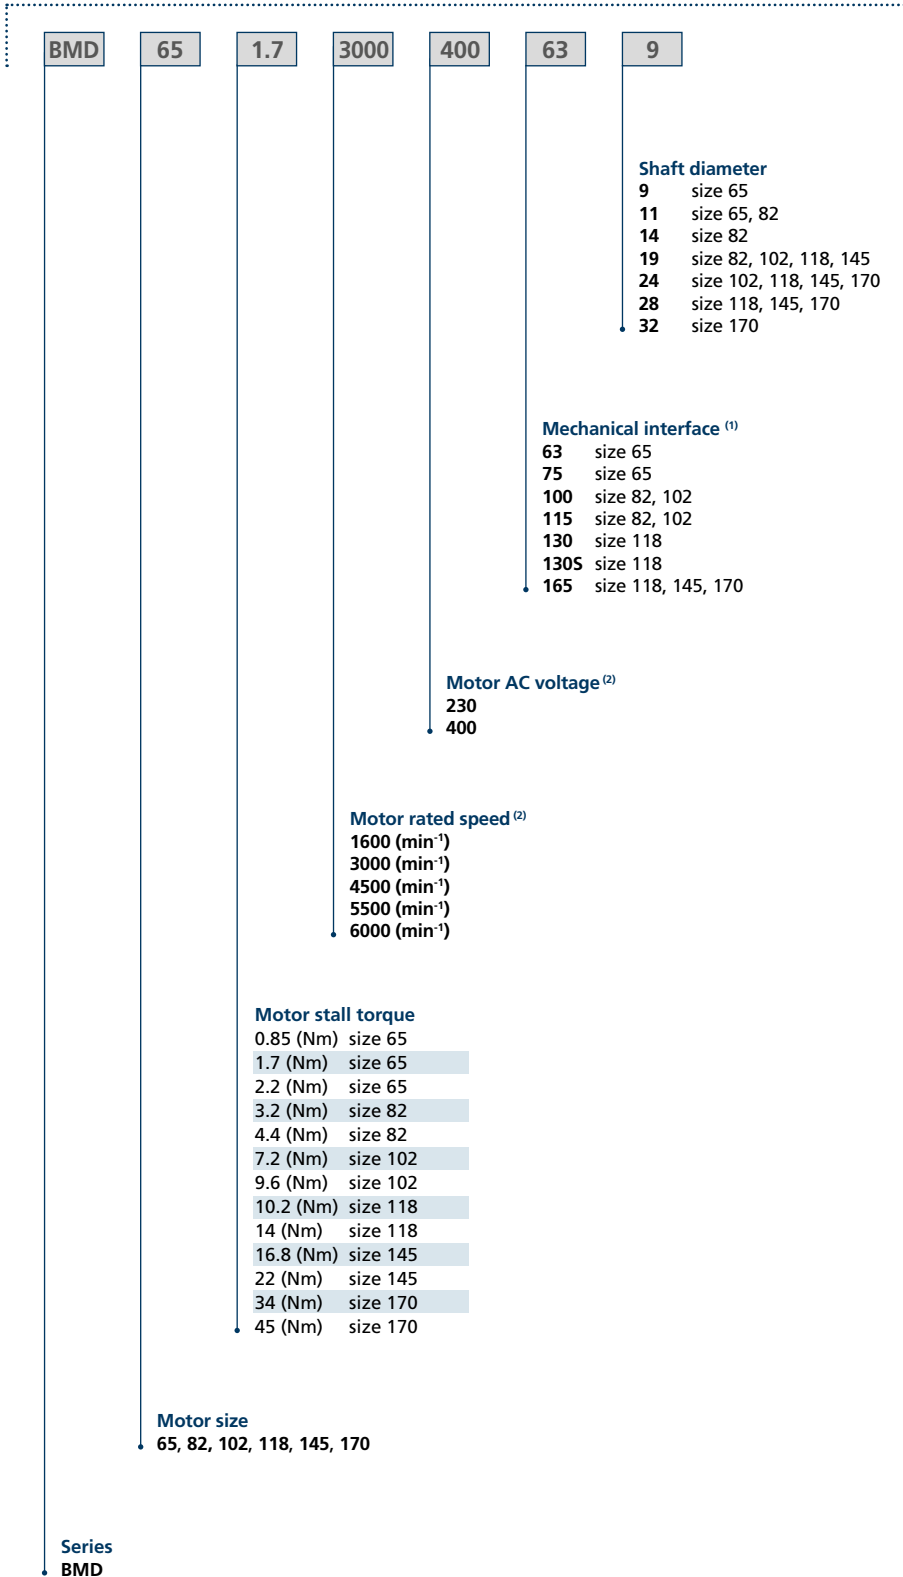 BMD 65 1.7 3000 400 63 9
Shaft diameter
9 size 65
11 size 65, 82
14 size 82
19 size 82, 102, 118, 145
24 size 102, 118, 145, 170
28 size 118, 145, 170
32 size 170
Mechanical interface (1)
63 size 65
75 size 65
100 size 82, 102
115 size 82, 102
130 size 118
130S size 118
165 size 118, 145, 170
Motor AC voltage (2)
230
400
Motor rated speed (2)
1600 (min-1)
3000 (min-1)
4500 (min-1)
5500 (min-1)
6000 (min-1)
Motor stall torque
0.85 (Nm) size 65
1.7 (Nm) size 65
2.2 (Nm) size 65
3.2 (Nm) size 82
4.4 (Nm) size 82
7.2 (Nm) size 102
9.6 (Nm) size 102
10.2 (Nm) size 118
14 (Nm) size 118
16.8 (Nm) size 145
22 (Nm) size 145
34 (Nm) size 170
45 (Nm) size 170
Motor size
65, 82, 102, 118, 145, 170
Series
BMD